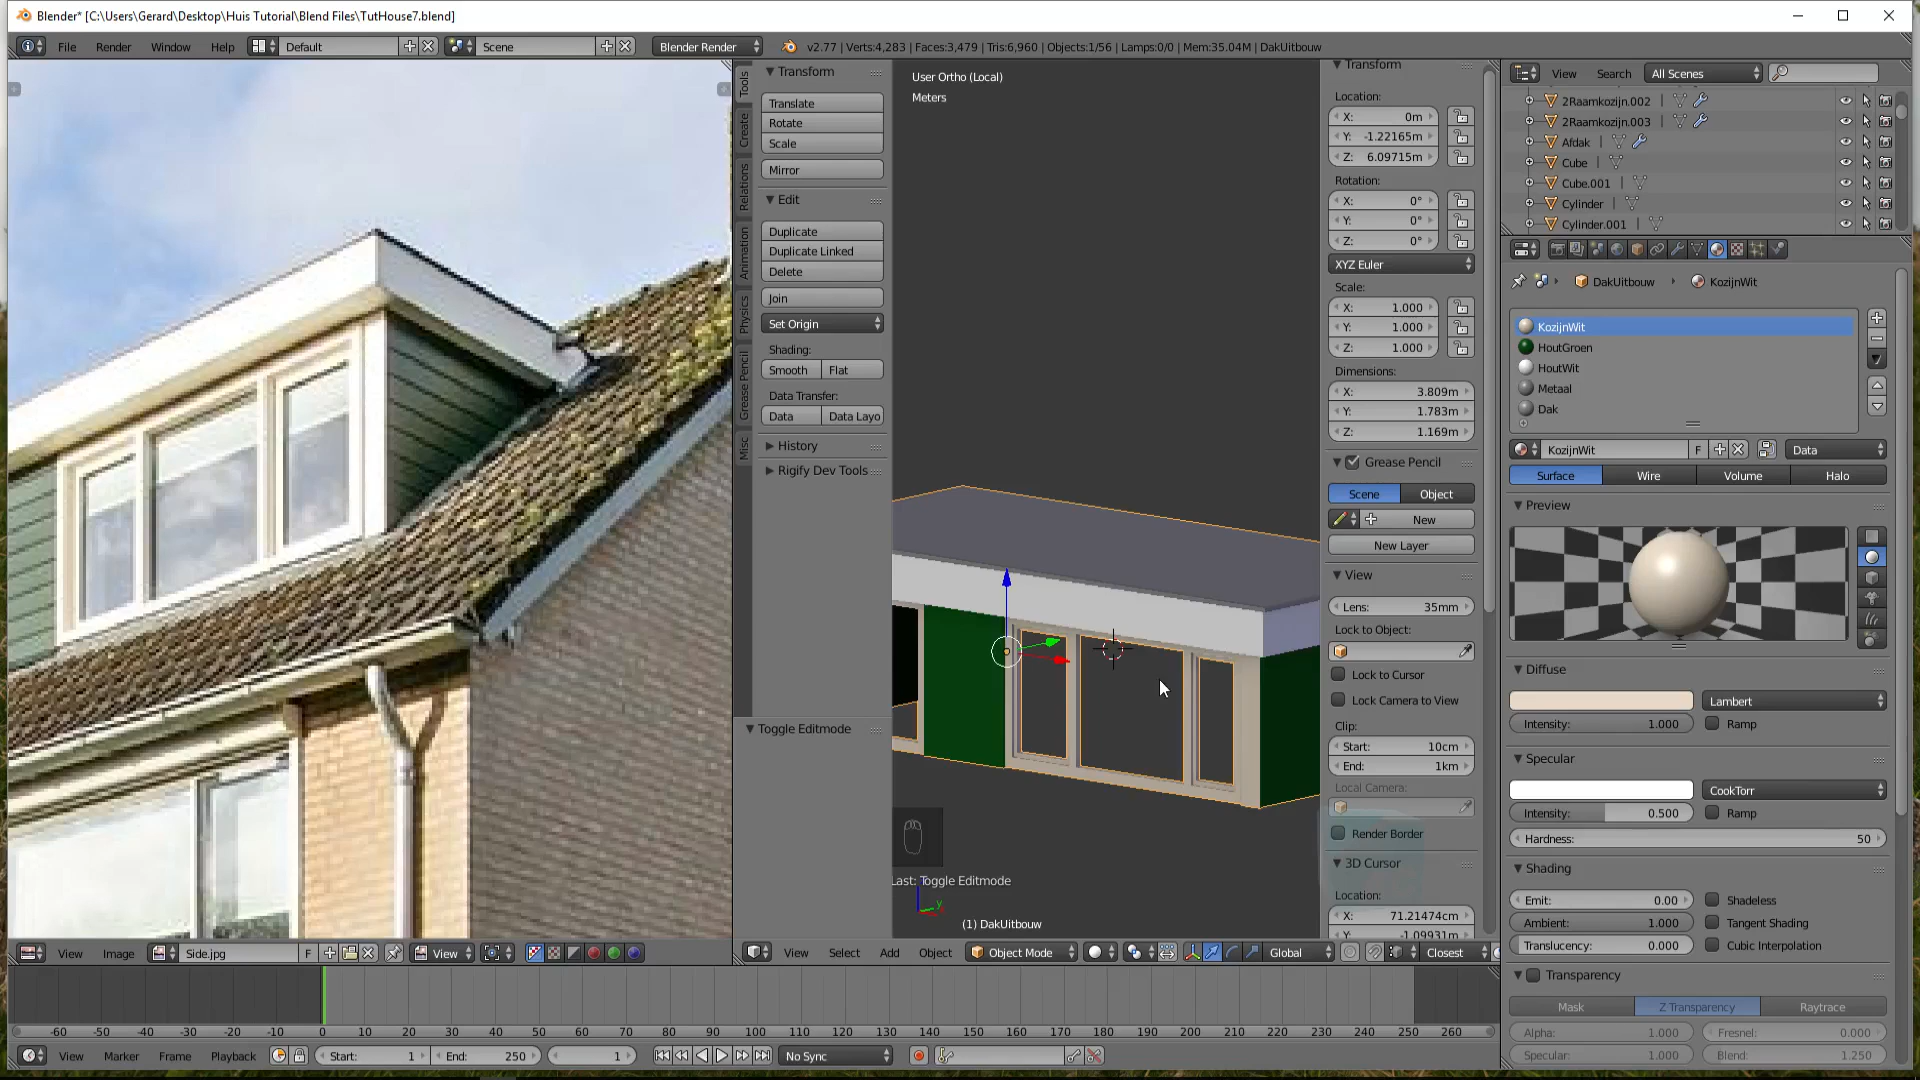 Blender* [C:\Users\Gerard\Desktop\Huis Tutorial\Blend Files\TutHouse7.blend]
File Render Window Help Default Scene Blender Render v2.77 | Verts:4,283 | Faces:3,479 | Tris:6,960 | Objects:1/56 | Lamps:0/0 | Mem:35.04M | DakUitbouw
Tools
Create
Relations
Animation
Physics
Grease Pencil
Misc
Transform
Translate
Rotate
Scale
Mirror
Edit
Duplicate
Duplicate Linked
Delete
Join
Set Origin
Shading:
Smooth Flat
Data Transfer:
Data Data Layo
History
Rigify Dev Tools
Toggle Editmode
User Ortho (Local)
Meters
Last: Toggle Editmode
(1) DakUitbouw
Transform
Location:
X: 0m
Y: -1.22165m
Z: 6.09715m
Rotation:
X: 0°
Y: 0°
Z: 0°
XYZ Euler
Scale:
X: 1.000
Y: 1.000
Z: 1.000
Dimensions:
X: 3.809m
Y: 1.783m
Z: 1.169m
Grease Pencil
Scene Object
New
New Layer
View
Lens: 35mm
Lock to Object:
Lock to Cursor
Lock Camera to View
Clip:
Start: 10cm
End: 1km
Local Camera:
Render Border
3D Cursor
Location:
X: 71.21474cm
Y: -1.09931m
View Search All Scenes
2Raamkozijn.002
2Raamkozijn.003
Afdak
Cube
Cube.001
Cylinder
Cylinder.001
DakUitbouw KozijnWit
KozijnWit
HoutGroen
HoutWit
Metaal
Dak
KozijnWit F Data
Surface Wire Volume Halo
Preview
Diffuse
Lambert
Intensity: 1.000 Ramp
Specular
CookTorr
Intensity: 0.500 Ramp
Hardness: 50
Shading
Emit: 0.00 Shadeless
Ambient: 1.000 Tangent Shading
Translucency: 0.000 Cubic Interpolation
Transparency
Mask Z Transparency Raytrace
Alpha: 1.000 Fresnel: 0.000
Specular: 1.000 Blend: 1.250
View Image Side.jpg F View
View Select Add Object Object Mode Global Closest
-60 -50 -40 -30 -20 -10 0 10 20 30 40 50 60 70 80 90 100 110 120 130 140 150 160 170 180 190 200 210 220 230 240 250 260
View Marker Frame Playback Start: 1 End: 250 1 No Sync